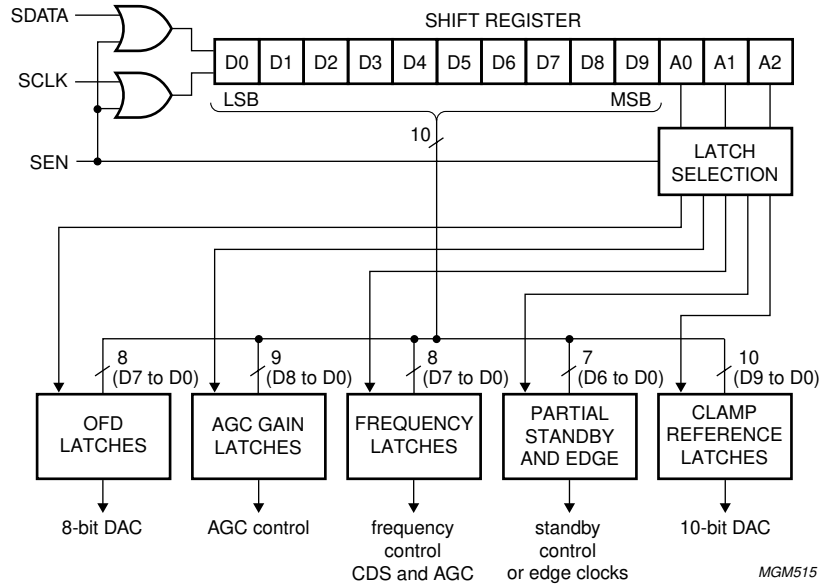 SHIFT REGISTER
SDATA
SCLK
SEN
D0 D1 D2 D3 D4 D5 D6 D7 D8 D9 A0 A1 A2
LSB MSB
10
LATCH
SELECTION
8
(D7 to D0)
9
(D8 to D0)
8
(D7 to D0)
7
(D6 to D0)
10
(D9 to D0)
OFD
LATCHES
AGC GAIN
LATCHES
FREQUENCY
LATCHES
PARTIAL
STANDBY
AND EDGE
CLAMP
REFERENCE
LATCHES
8-bit DAC
AGC control
frequency
control
CDS and AGC
standby
control
or edge clocks
10-bit DAC
MGM515